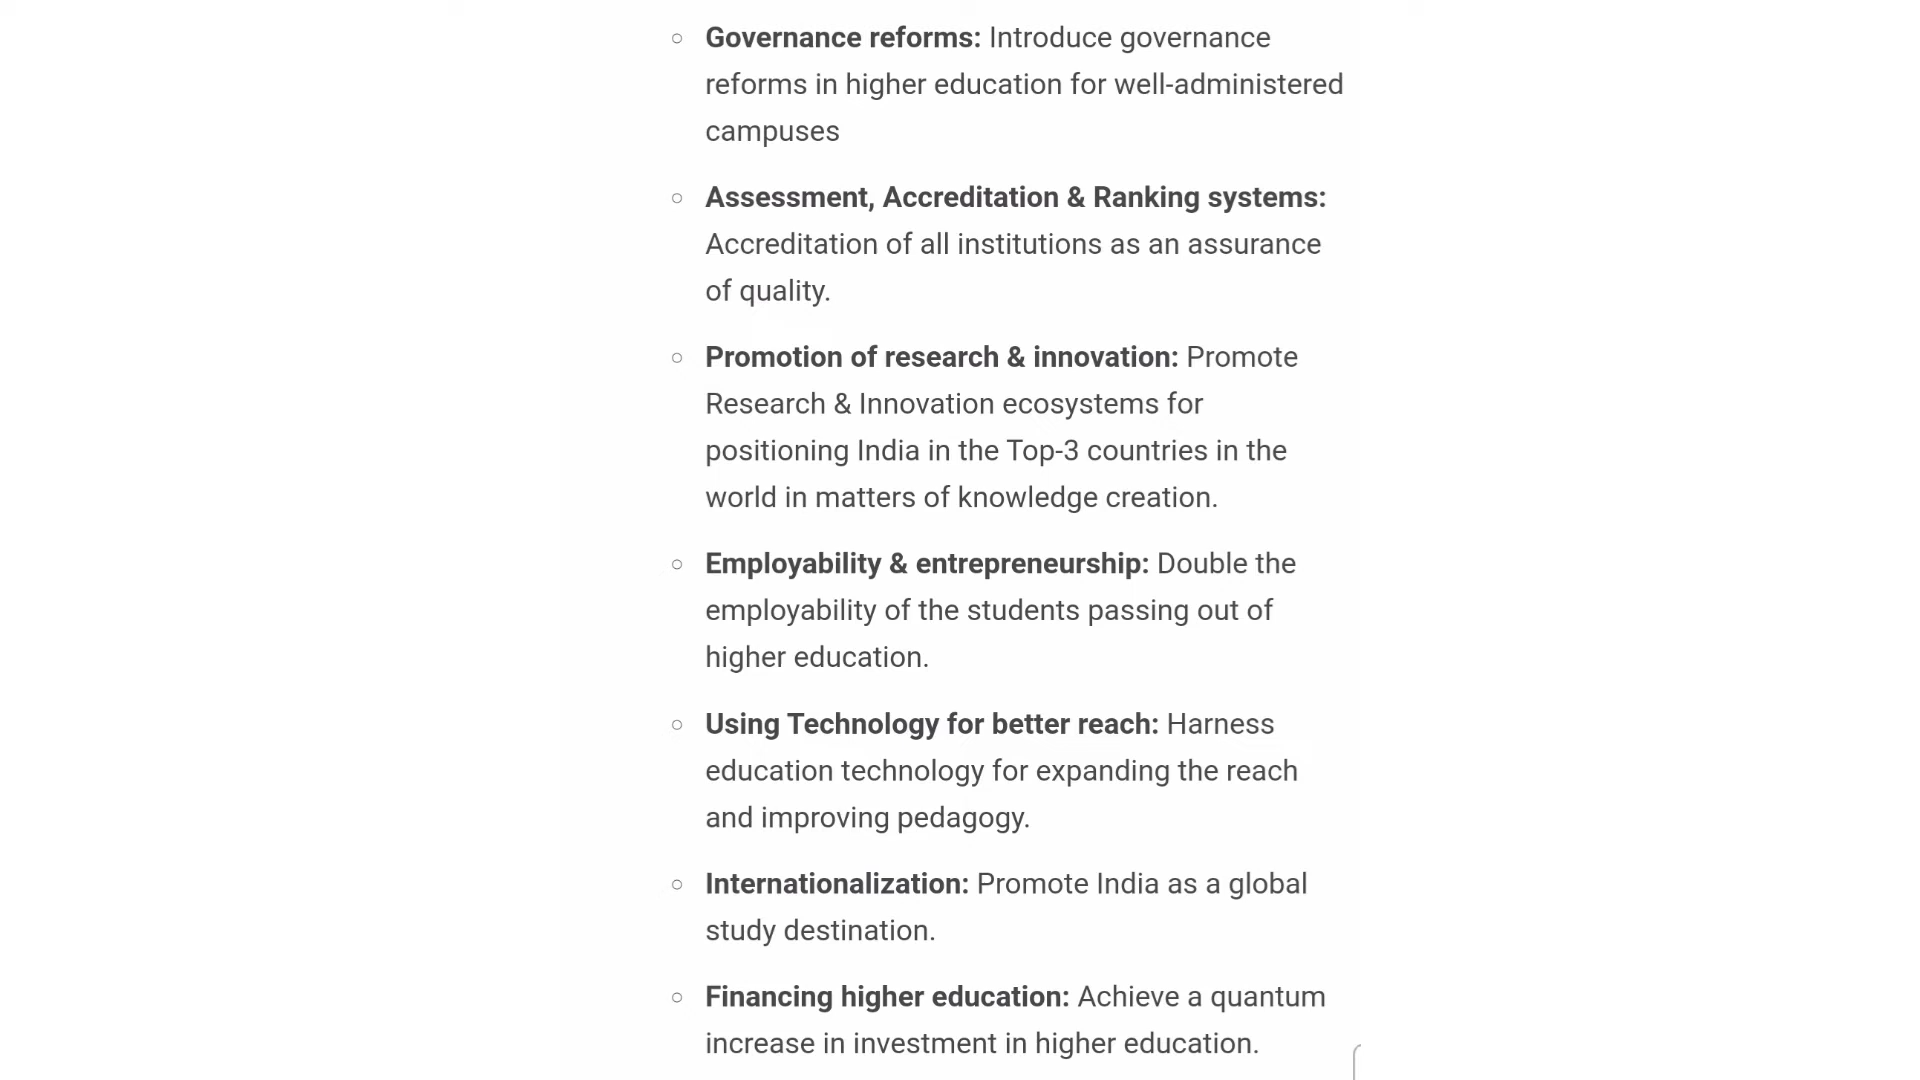 Governance reforms: Introduce governance
reforms in higher education for well-administered
campuses
Assessment, Accreditation & Ranking systems:
Accreditation of all institutions as an assurance
of quality.
Promotion of research & innovation: Promote
Research & Innovation ecosystems for
positioning India in the Top-3 countries in the
world in matters of knowledge creation.
Employability & entrepreneurship: Double the
employability of the students passing out of
higher education.
Using Technology for better reach: Harness
education technology for expanding the reach
and improving pedagogy.
Internationalization: Promote India as a global
study destination.
Financing higher education: Achieve a quantum
increase in investment in higher education.